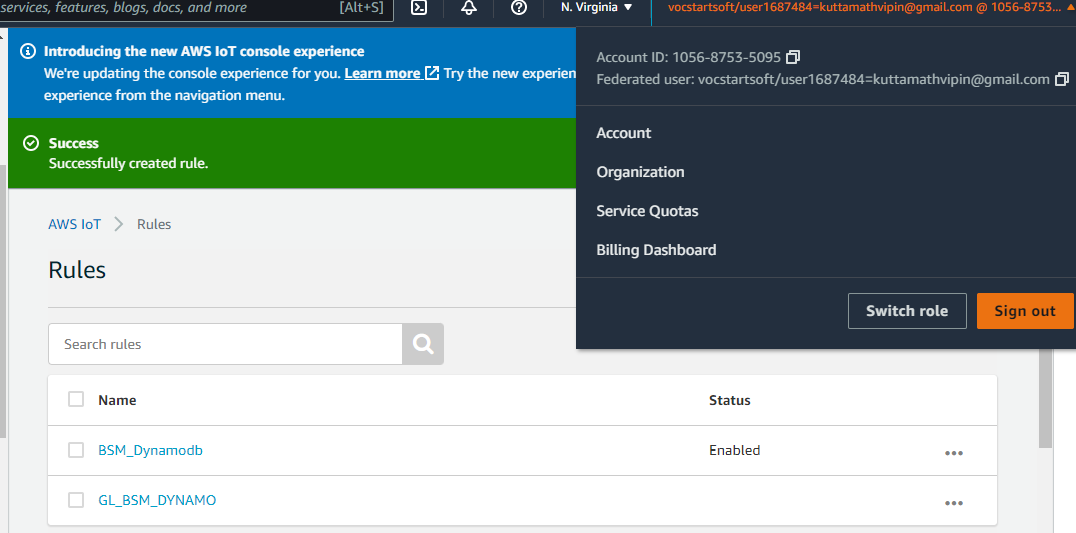 services, features, blogs, docs, and more [Alt+S] N. Virginia ▼ vocstartsoft/user1687484=kuttamathvipin@gmail.com @ 1056-8753... ▲
Introducing the new AWS IoT console experience
We're updating the console experience for you. Learn more Try the new experien
experience from the navigation menu.
Account ID: 1056-8753-5095
Federated user: vocstartsoft/user1687484=kuttamathvipin@gmail.com
Account
Organization
Service Quotas
Billing Dashboard
Switch role Sign out
Success
Successfully created rule.
AWS IoT Rules
Rules
Search rules
Name Status
BSM_Dynamodb Enabled ...
GL_BSM_DYNAMO ...